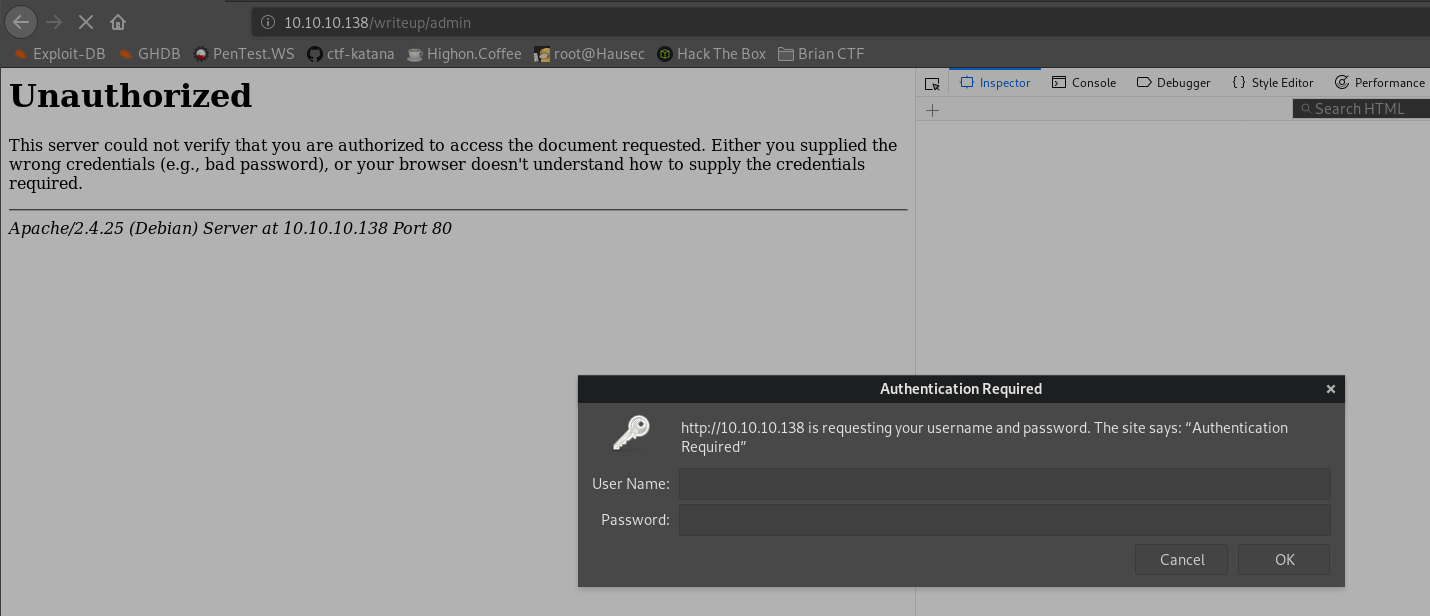 10.10.10.138/writeup/admin
Exploit-DB GHDB PenTest.WS ctf-katana Highon.Coffee root@Hausec Hack The Box Brian CTF
Inspector Console Debugger { } Style Editor Performance
Search HTML
Unauthorized
This server could not verify that you are authorized to access the document requested. Either you supplied the
wrong credentials (e.g., bad password), or your browser doesn't understand how to supply the credentials
required.
Apache/2.4.25 (Debian) Server at 10.10.10.138 Port 80
Authentication Required
http://10.10.10.138 is requesting your username and password. The site says: “Authentication
Required”
User Name:
Password:
Cancel OK